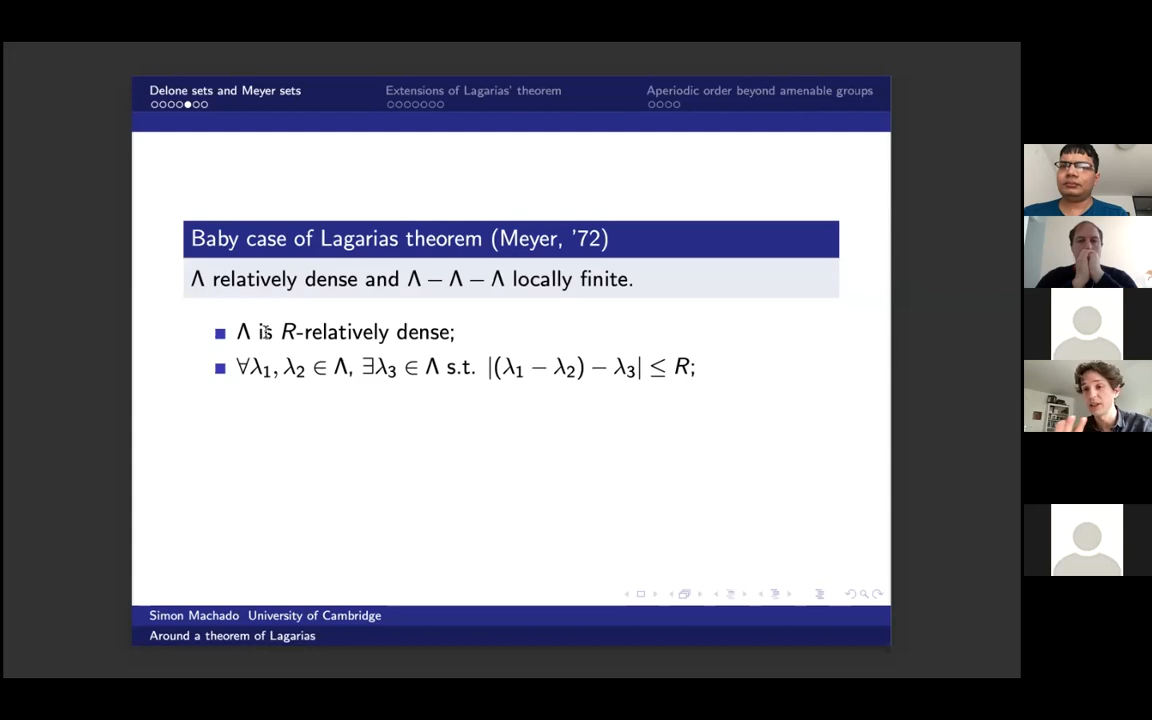 Delone sets and Meyer sets
Extensions of Lagarias' theorem
Aperiodic order beyond amenable groups
Baby case of Lagarias theorem (Meyer, '72)
Λ relatively dense and Λ − Λ − Λ locally finite.
Λ is R-relatively dense;
∀λ₁, λ₂ ∈ Λ, ∃λ₃ ∈ Λ s.t. |(λ₁ − λ₂) − λ₃| ≤ R;
Simon Machado University of Cambridge
Around a theorem of Lagarias